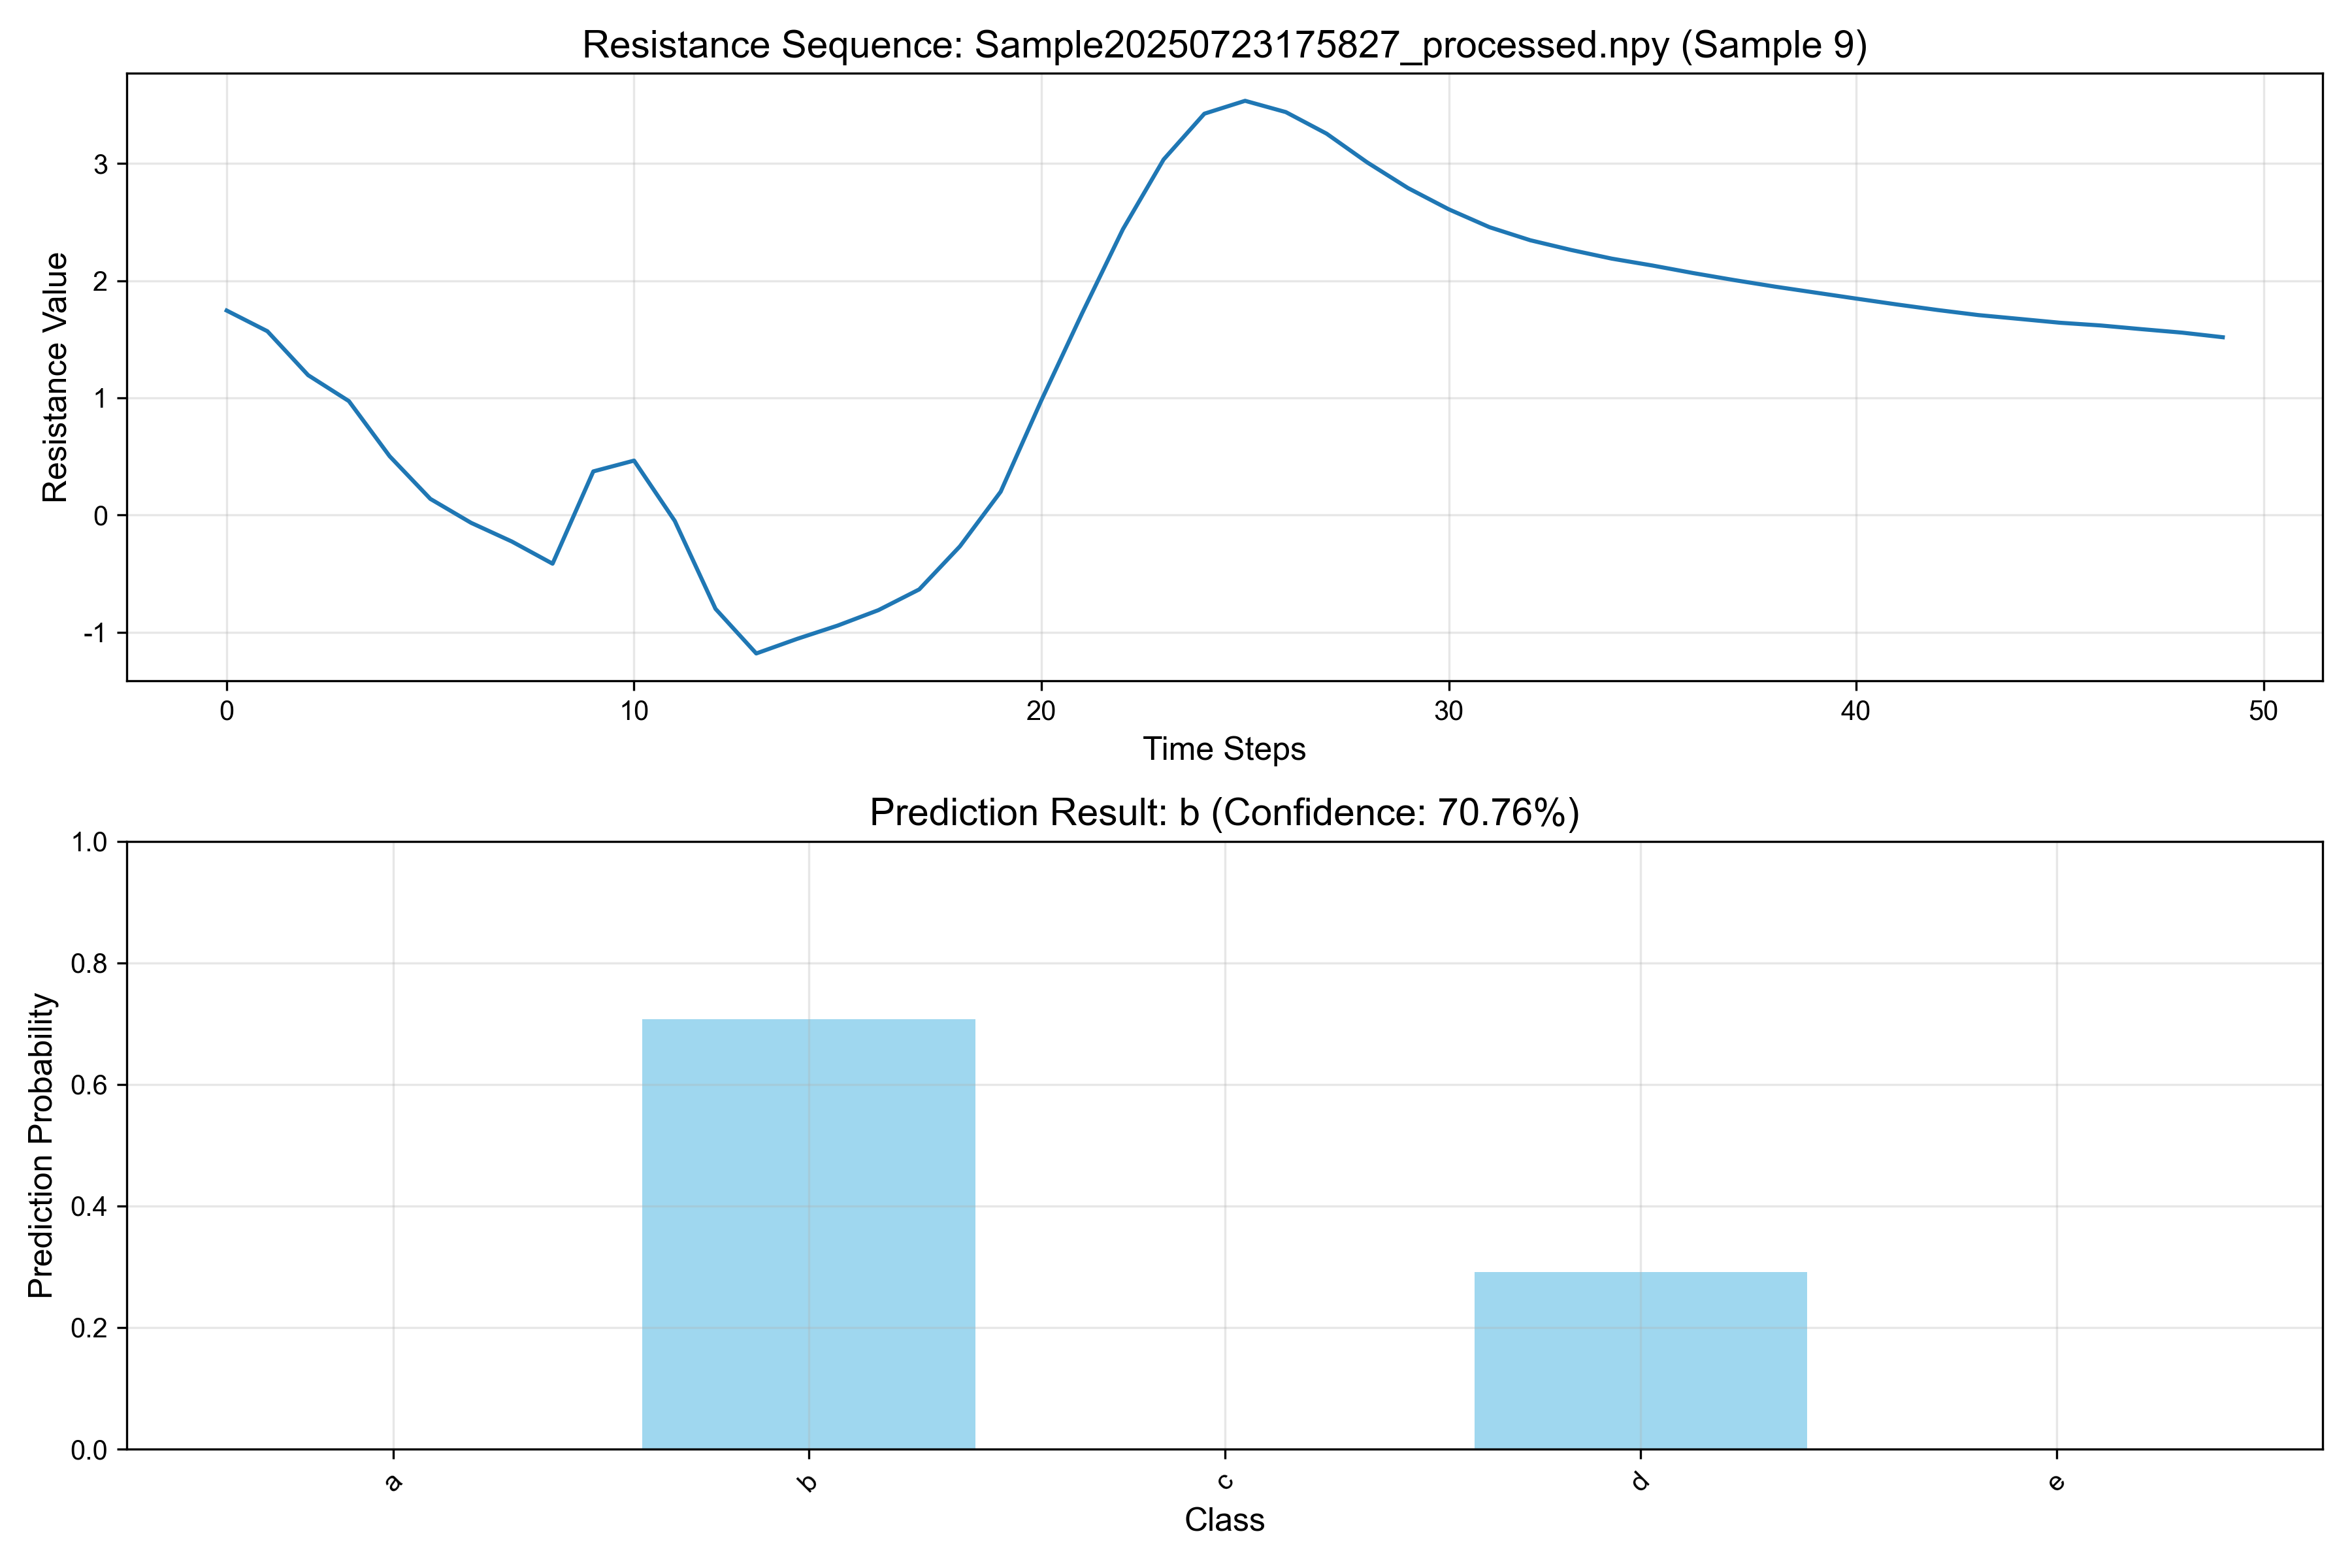 Resistance Sequence: Sample20250723175827_processed.npy (Sample 9)
Resistance Value
3
2
1
0
-1
0 10 20 30 40 50
Time Steps
Prediction Result: b (Confidence: 70.76%)
Prediction Probability
1.0
0.8
0.6
0.4
0.2
0.0
a b c d e
Class